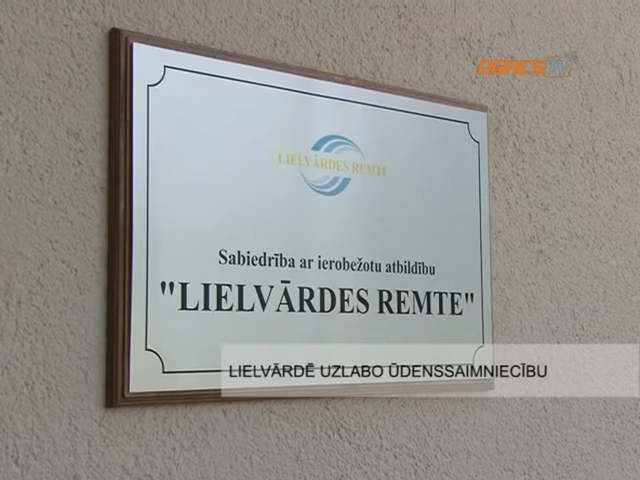 OGRES TV
LIELVĀRDES REMTE
Sabiedrība ar ierobežotu atbildību
"LIELVĀRDES REMTE"
LIELVĀRDĒ UZLABO ŪDENSSAIMNIECĪBU